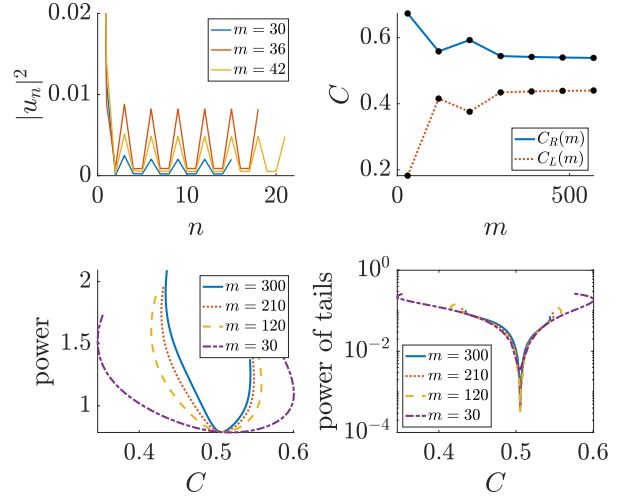 0.02
0.01
0
|u_n|^2
m = 30
m = 36
m = 42
0
10
20
n
0.6
0.4
0.2
C
C_R(m)
C_L(m)
0
500
m
2
1.5
1
power
m = 300
m = 210
m = 120
m = 30
0.4
0.5
0.6
C
10^0
10^{-2}
10^{-4}
power of tails
m = 300
m = 210
m = 120
m = 30
0.4
0.5
0.6
C